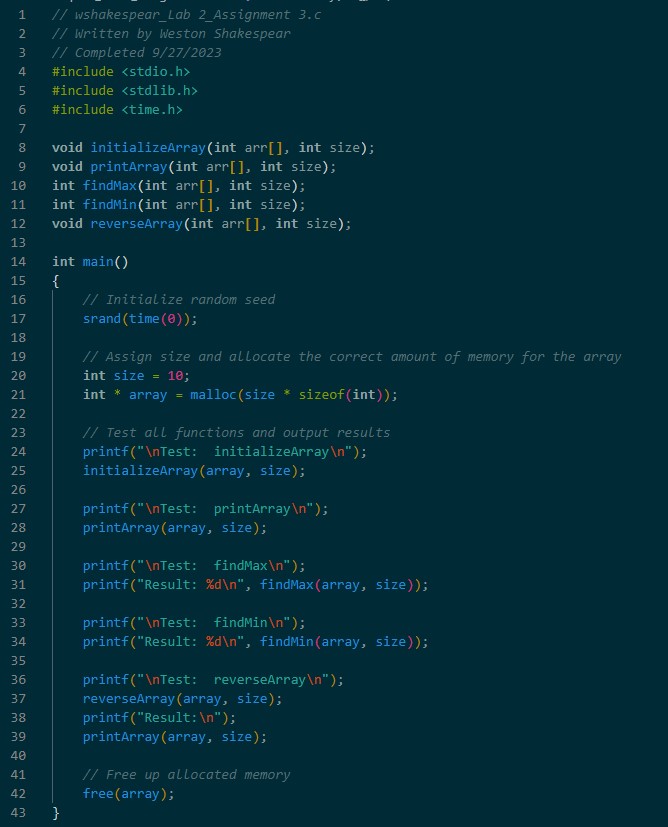 1 // wshakespear_Lab 2_Assignment 3.c
2 // Written by Weston Shakespear
3 // Completed 9/27/2023
4 #include <stdio.h>
5 #include <stdlib.h>
6 #include <time.h>
7
8 void initializeArray(int arr[], int size);
9 void printArray(int arr[], int size);
10 int findMax(int arr[], int size);
11 int findMin(int arr[], int size);
12 void reverseArray(int arr[], int size);
13
14 int main()
15 {
16     // Initialize random seed
17     srand(time(0));
18
19     // Assign size and allocate the correct amount of memory for the array
20     int size = 10;
21     int * array = malloc(size * sizeof(int));
22
23     // Test all functions and output results
24     printf("\nTest:  initializeArray\n");
25     initializeArray(array, size);
26
27     printf("\nTest:  printArray\n");
28     printArray(array, size);
29
30     printf("\nTest:  findMax\n");
31     printf("Result: %d\n", findMax(array, size));
32
33     printf("\nTest:  findMin\n");
34     printf("Result: %d\n", findMin(array, size));
35
36     printf("\nTest:  reverseArray\n");
37     reverseArray(array, size);
38     printf("Result:\n");
39     printArray(array, size);
40
41     // Free up allocated memory
42     free(array);
43 }